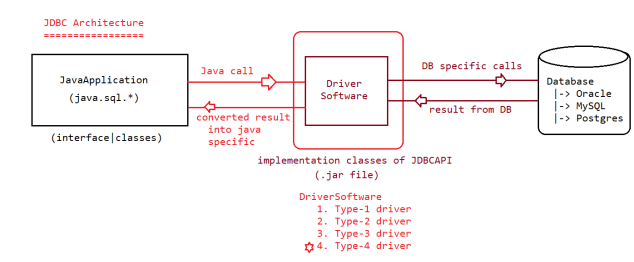 JDBC Architecture
=================
JavaApplication
(java.sql.*)
(interface|classes)
Java call
converted result
into java
specific
Driver
Software
implementation classes of JDBCAPI
(.jar file)
DB specific calls
result from DB
Database
|-> Oracle
|-> MySQL
|-> Postgres
DriverSoftware
1. Type-1 driver
2. Type-2 driver
3. Type-3 driver
4. Type-4 driver